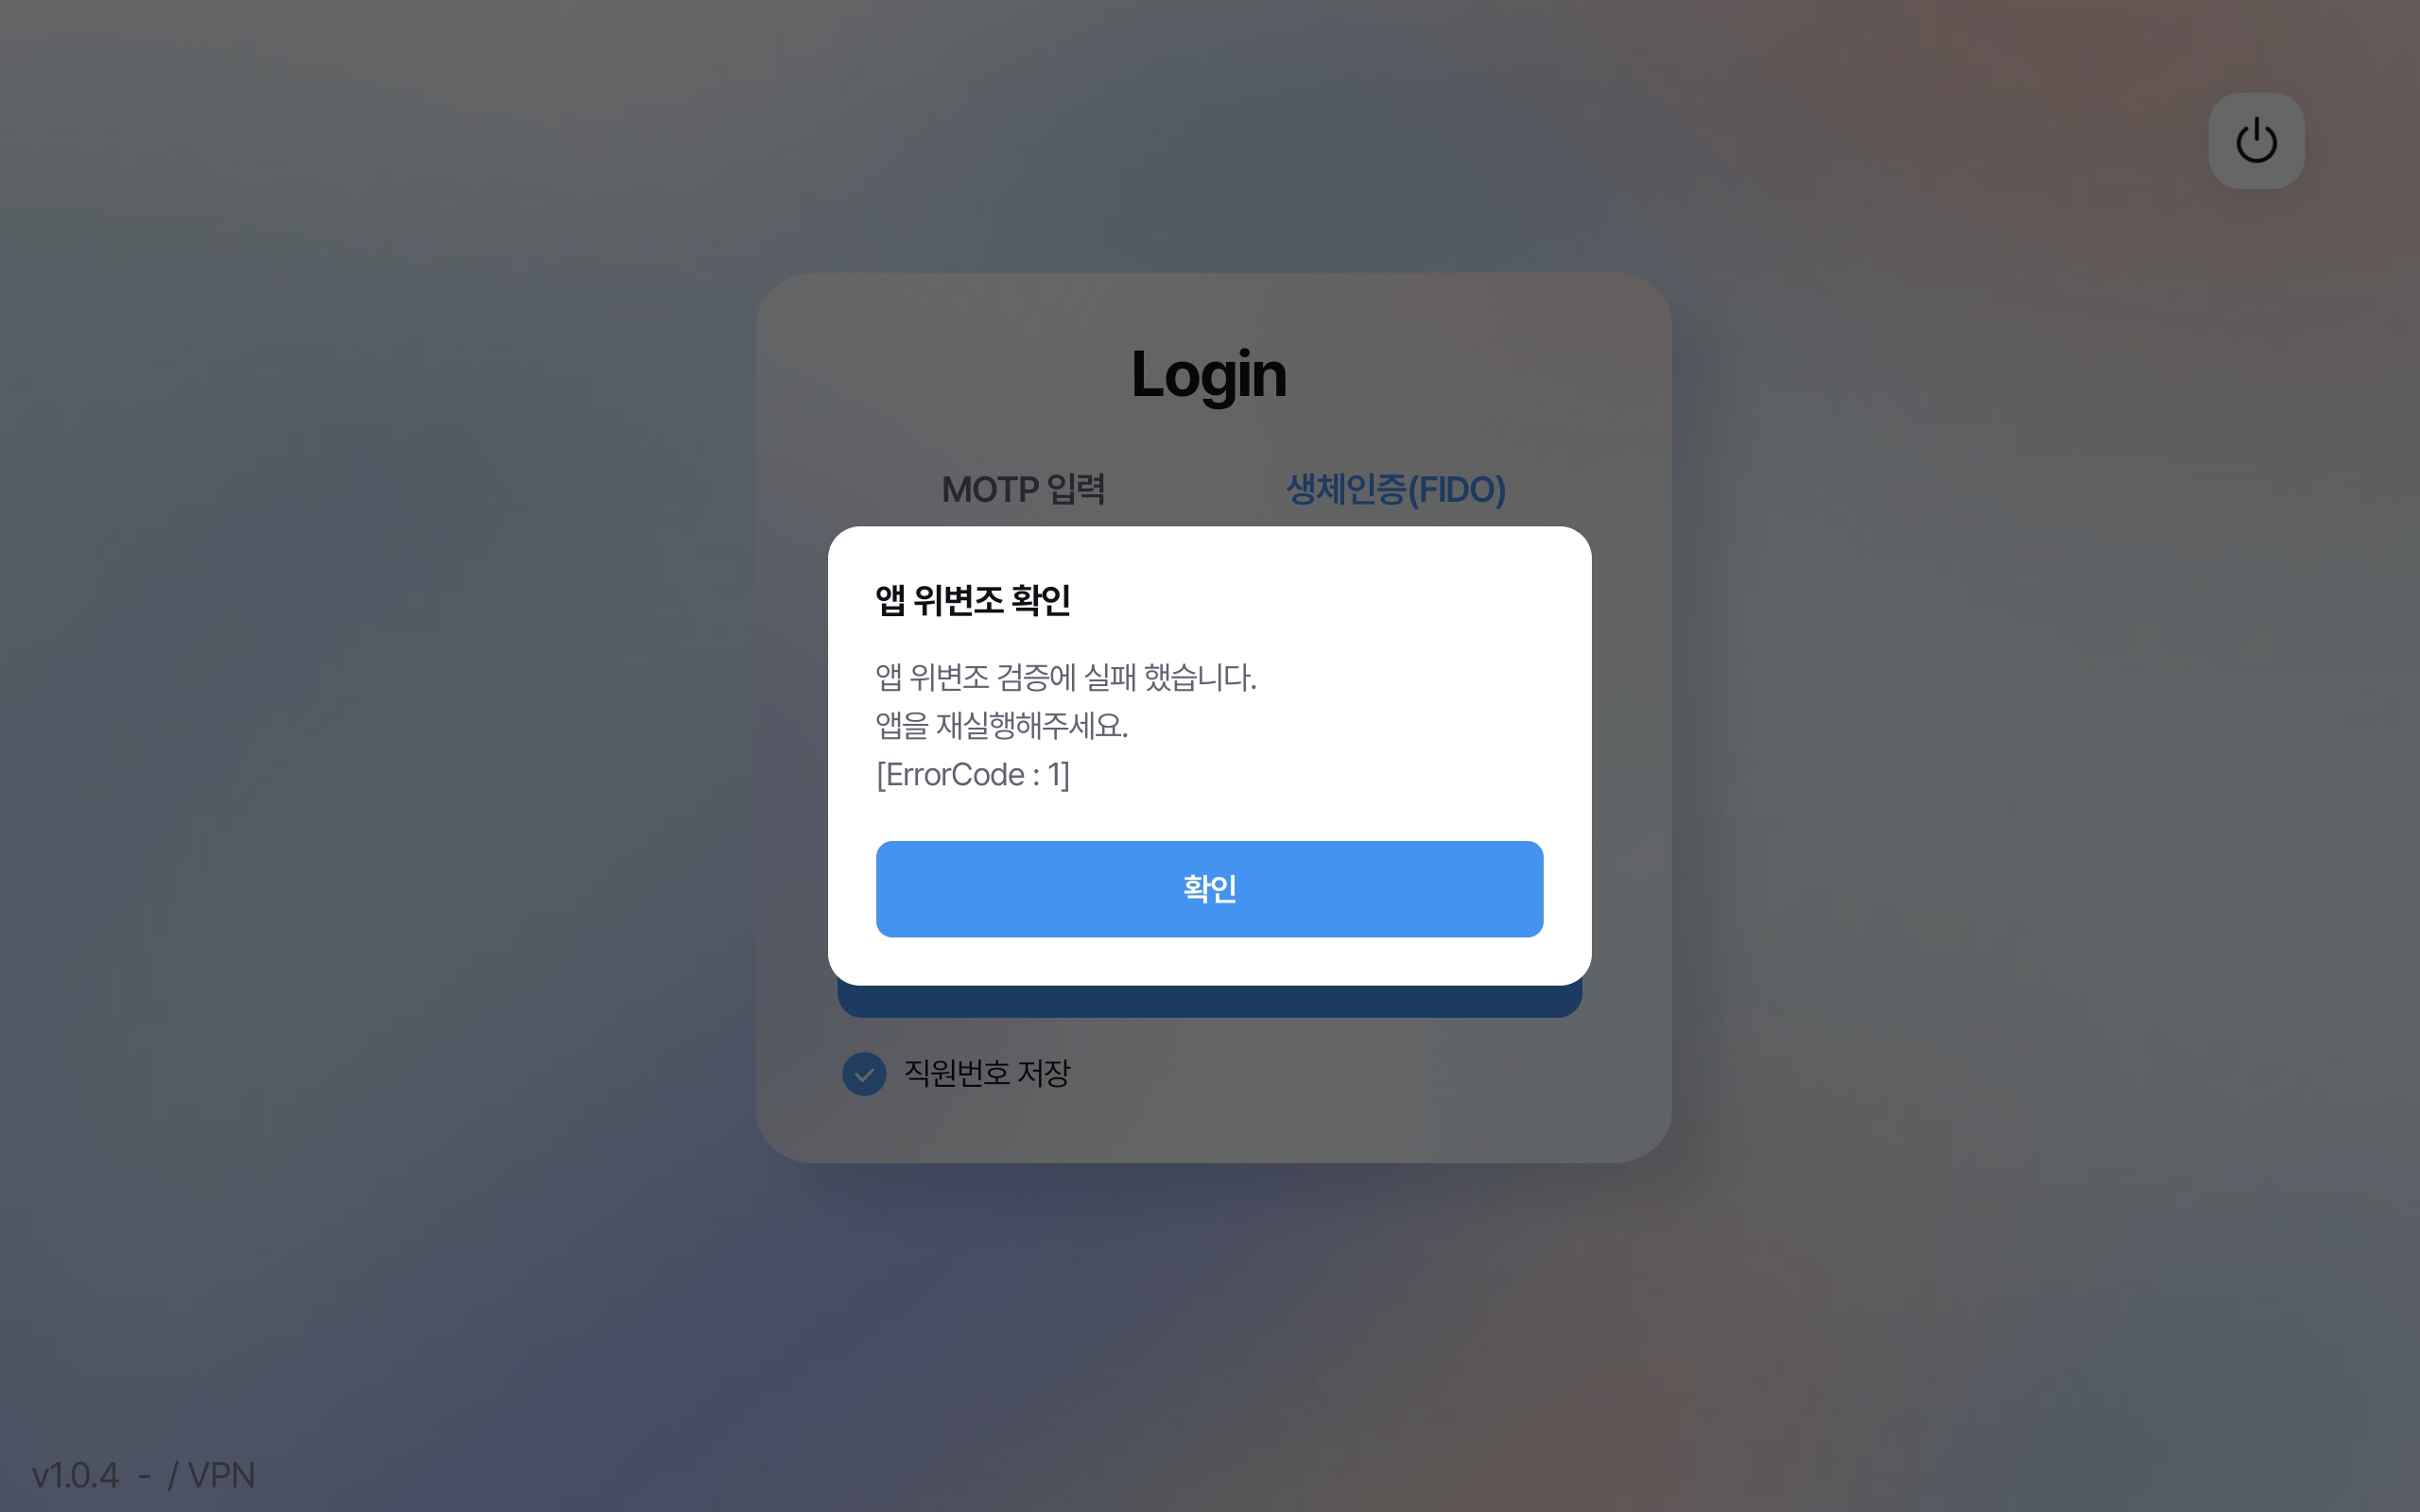 Login
MOTP 입력 생체인증(FIDO)
앱 위변조 확인
앱 위변조 검증에 실패 했습니다.
앱을 재실행해주세요.
[ErrorCode : 1]
확인
직원번호 저장
v1.0.4 - / VPN